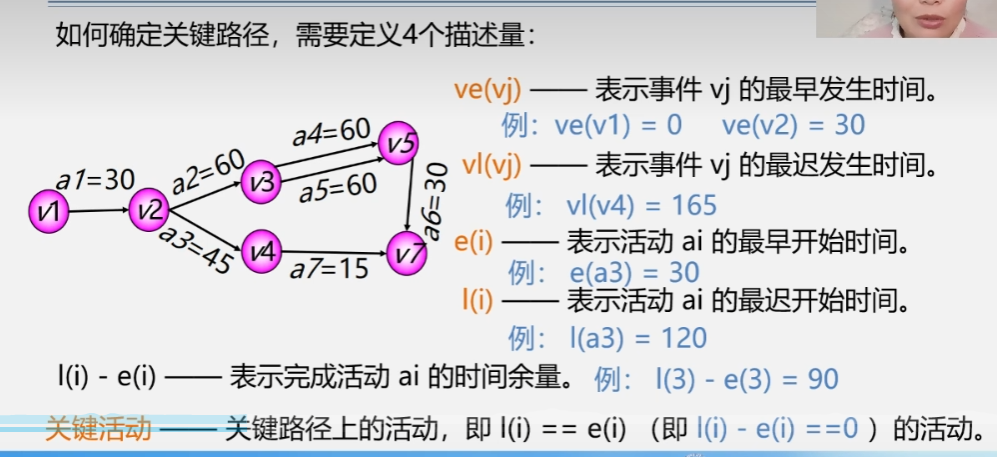 如何确定关键路径，需要定义4个描述量：
ve(vj) —— 表示事件 vj 的最早发生时间。
例：ve(v1) = 0 ve(v2) = 30
vl(vj) —— 表示事件 vj 的最迟发生时间。
例： vl(v4) = 165
e(i) —— 表示活动 ai 的最早开始时间。
例： e(a3) = 30
l(i) —— 表示活动 ai 的最迟开始时间。
例： l(a3) = 120
a1=30
a2=60
a3=45
a4=60
a5=60
a6=30
a7=15
v1
v2
v3
v4
v5
v7
l(i) - e(i) —— 表示完成活动 ai 的时间余量。 例： l(3) - e(3) = 90
关键活动 —— 关键路径上的活动，即 l(i) == e(i) （即 l(i) - e(i) ==0 ）的活动。